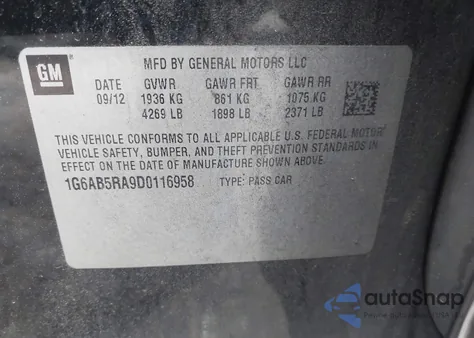 GM
MFD BY GENERAL MOTORS LLC
DATE GVWR GAWR FRT GAWR RR
09/12 1936 KG 861 KG 1075 KG
4269 LB 1898 LB 2371 LB
THIS VEHICLE CONFORMS TO ALL APPLICABLE U.S. FEDERAL MOTOR
VEHICLE SAFETY, BUMPER, AND THEFT PREVENTION STANDARDS IN
EFFECT ON THE DATE OF MANUFACTURE SHOWN ABOVE.
1G6AB5RA9D0116958 TYPE: PASS CAR
autoSnap